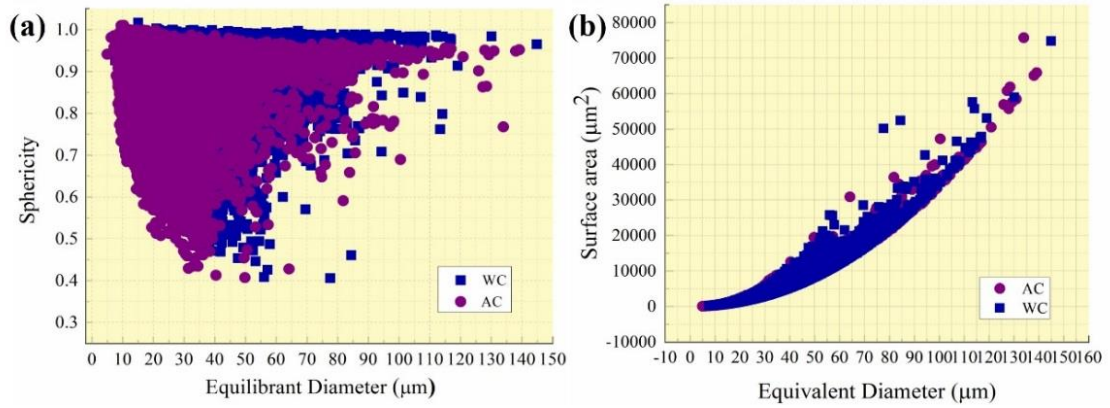 (a)
Sphericity
1.0
0.9
0.8
0.7
0.6
0.5
0.4
0.3
WC
AC
0 10 20 30 40 50 60 70 80 90 100 110 120 130 140 150
Equilibrant Diameter (μm)
(b)
Surface area (μm²)
80000
70000
60000
50000
40000
30000
20000
10000
0
-10000
AC
WC
-10 0 10 20 30 40 50 60 70 80 90 100 110 120 130 140 150 160
Equivalent Diameter (μm)